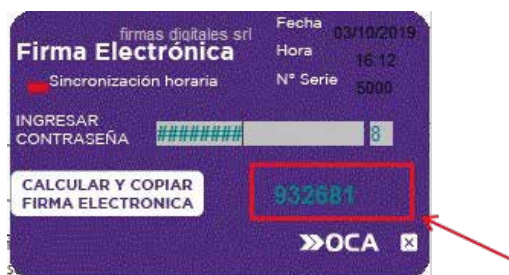 firmas digitales srl
Firma Electrónica
Sincronización horaria
Fecha 03/10/2019
Hora 16:12
N° Serie 5000
INGRESAR
CONTRASEÑA ######## 8
CALCULAR Y COPIAR
FIRMA ELECTRONICA
932681
OCA